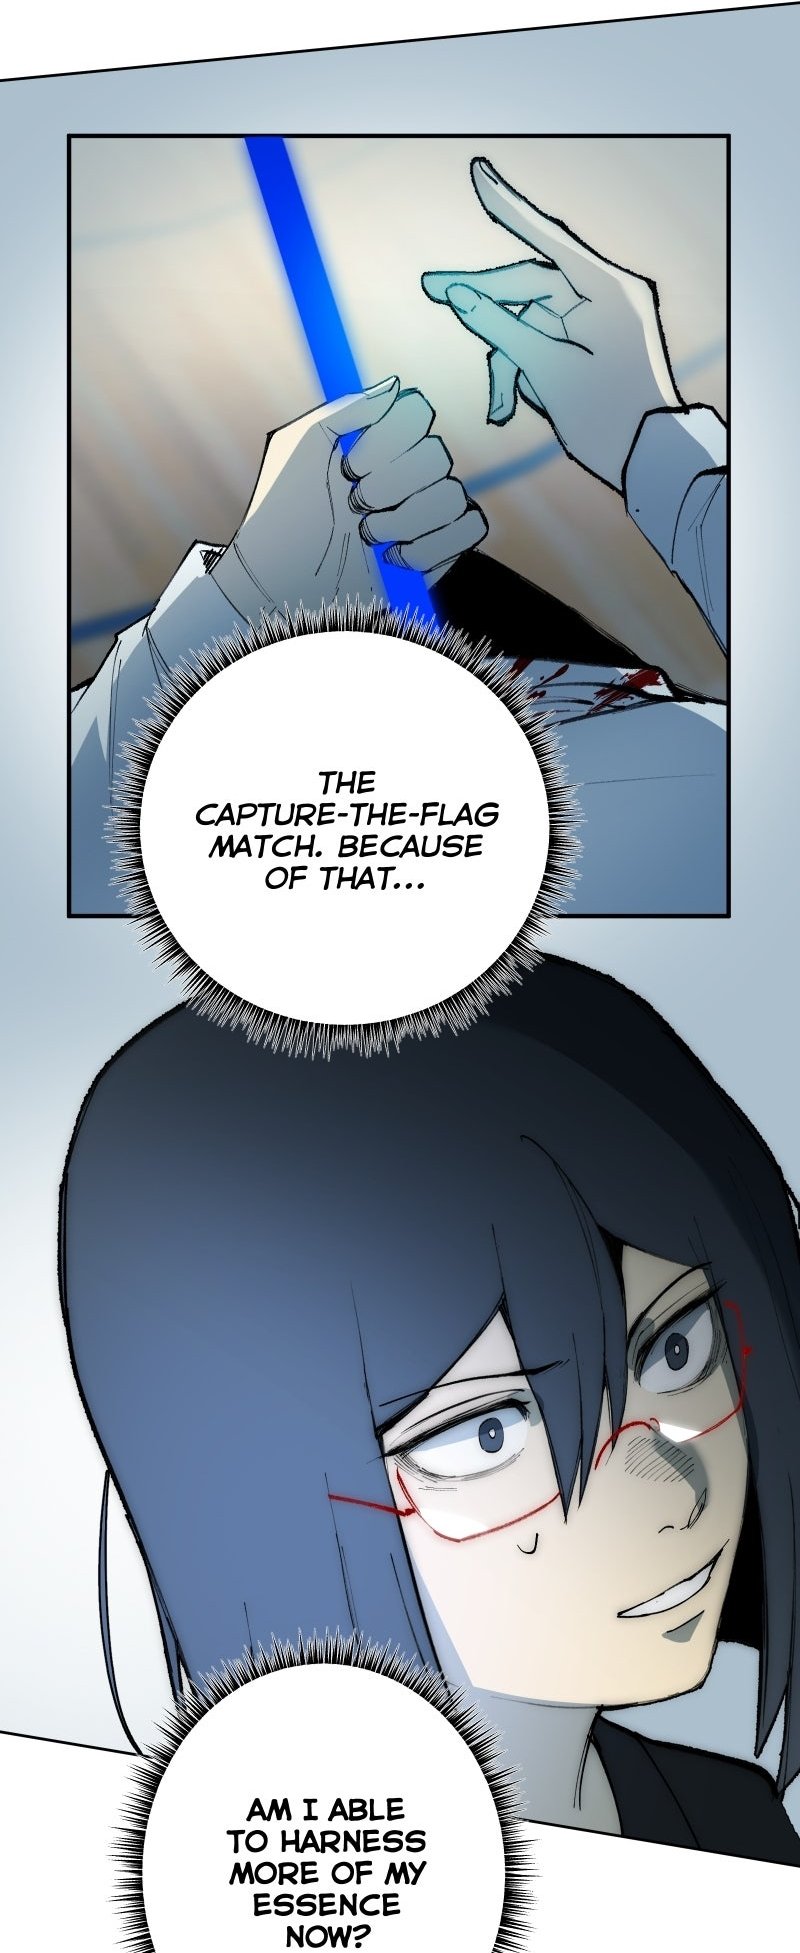 THE
CAPTURE-THE-FLAG
MATCH. BECAUSE
OF THAT...
AM I ABLE
TO HARNESS
MORE OF MY
ESSENCE
NOW?